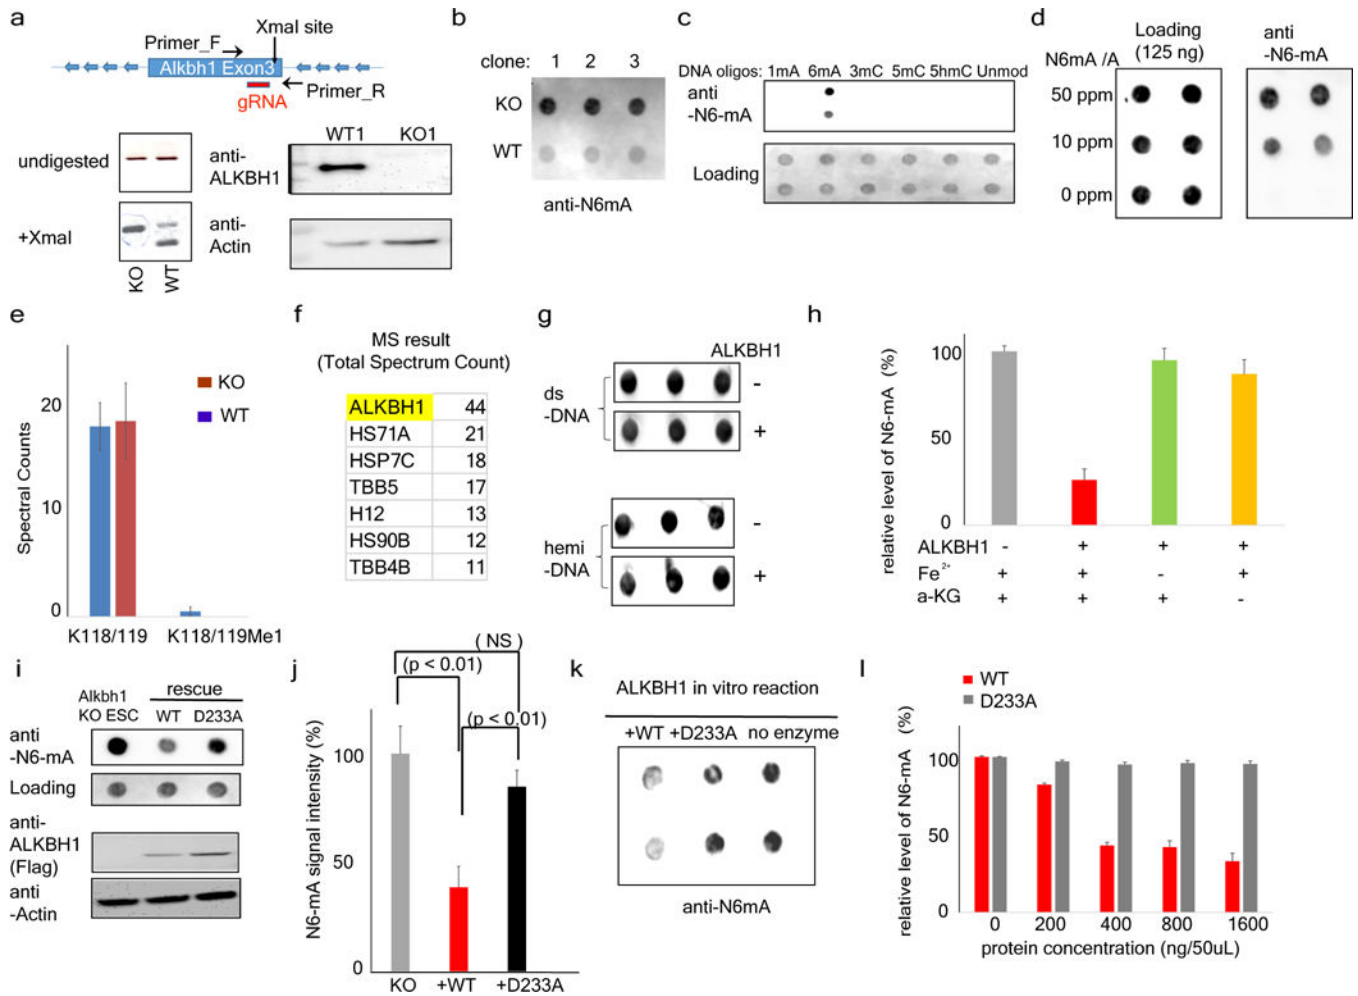 a
Primer_F
XmaI site
Alkbh1 Exon3
Primer_R
gRNA
undigested
+XmaI
KO
WT
WT1 KO1
anti-
ALKBH1
anti-
Actin
b
clone: 1 2 3
KO
WT
anti-N6mA
c
DNA oligos: 1mA 6mA 3mC 5mC 5hmC Unmod
anti
-N6-mA
Loading
d
N6mA /A
Loading
(125 ng)
anti
-N6-mA
50 ppm
10 ppm
0 ppm
e
Spectral Counts
20
10
0
KO
WT
K118/119
K118/119Me1
f
MS result
(Total Spectrum Count)
ALKBH1 44
HS71A 21
HSP7C 18
TBB5 17
H12 13
HS90B 12
TBB4B 11
g
ALKBH1
ds
-DNA
-
+
hemi
-DNA
-
+
h
relative level of N6-mA (%)
100
50
0
ALKBH1 - + + +
Fe2+ + + - +
a-KG + + + -
i
Alkbh1
KO ESC
rescue
WT D233A
anti
-N6-mA
Loading
anti-
ALKBH1
(Flag)
anti
-Actin
j
( NS )
(p < 0.01)
(p < 0.01)
N6-mA signal intensity (%)
100
50
0
KO +WT +D233A
k
ALKBH1 in vitro reaction
+WT +D233A no enzyme
anti-N6mA
l
WT
D233A
relative level of N6-mA (%)
100
50
0
0 200 400 800 1600
protein concentration (ng/50uL)